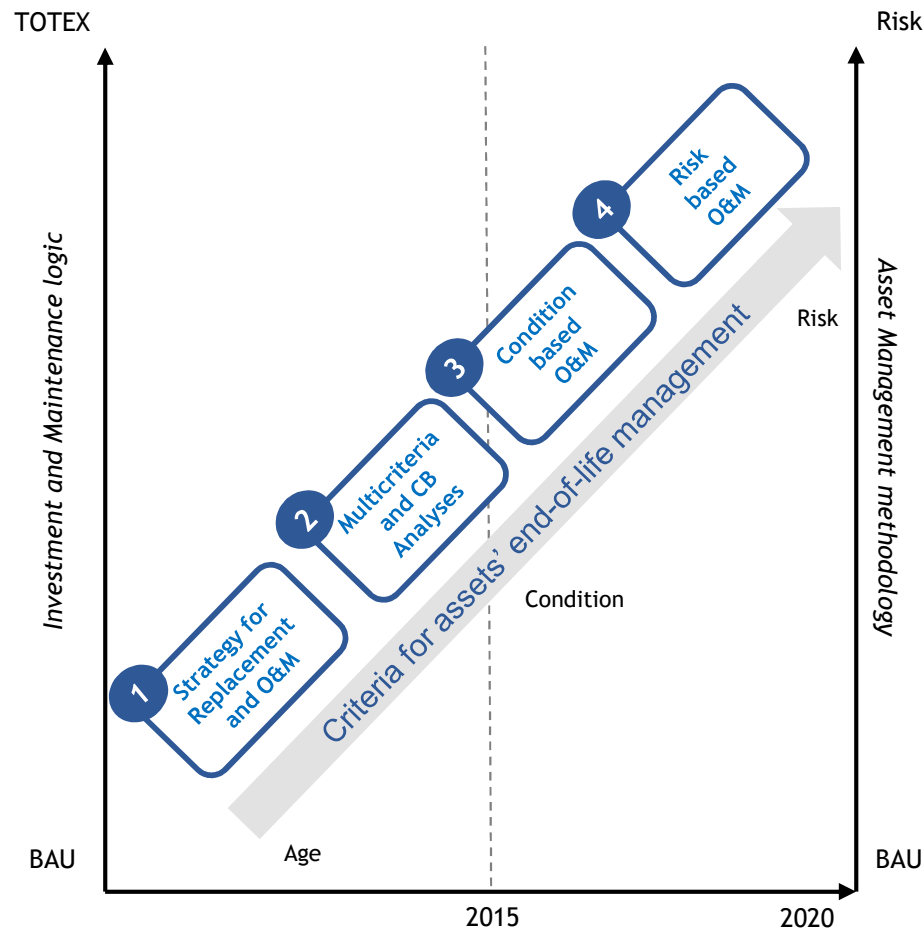 TOTEX
Risk
Investment and Maintenance logic
Asset Management methodology
4
Risk
based
O&M
3
Condition
based
O&M
2
Multicriteria
and CB
Analyses
1
Strategy for
Replacement
and O&M
Criteria for assets’ end-of-life management
Risk
Condition
Age
BAU
BAU
2015
2020